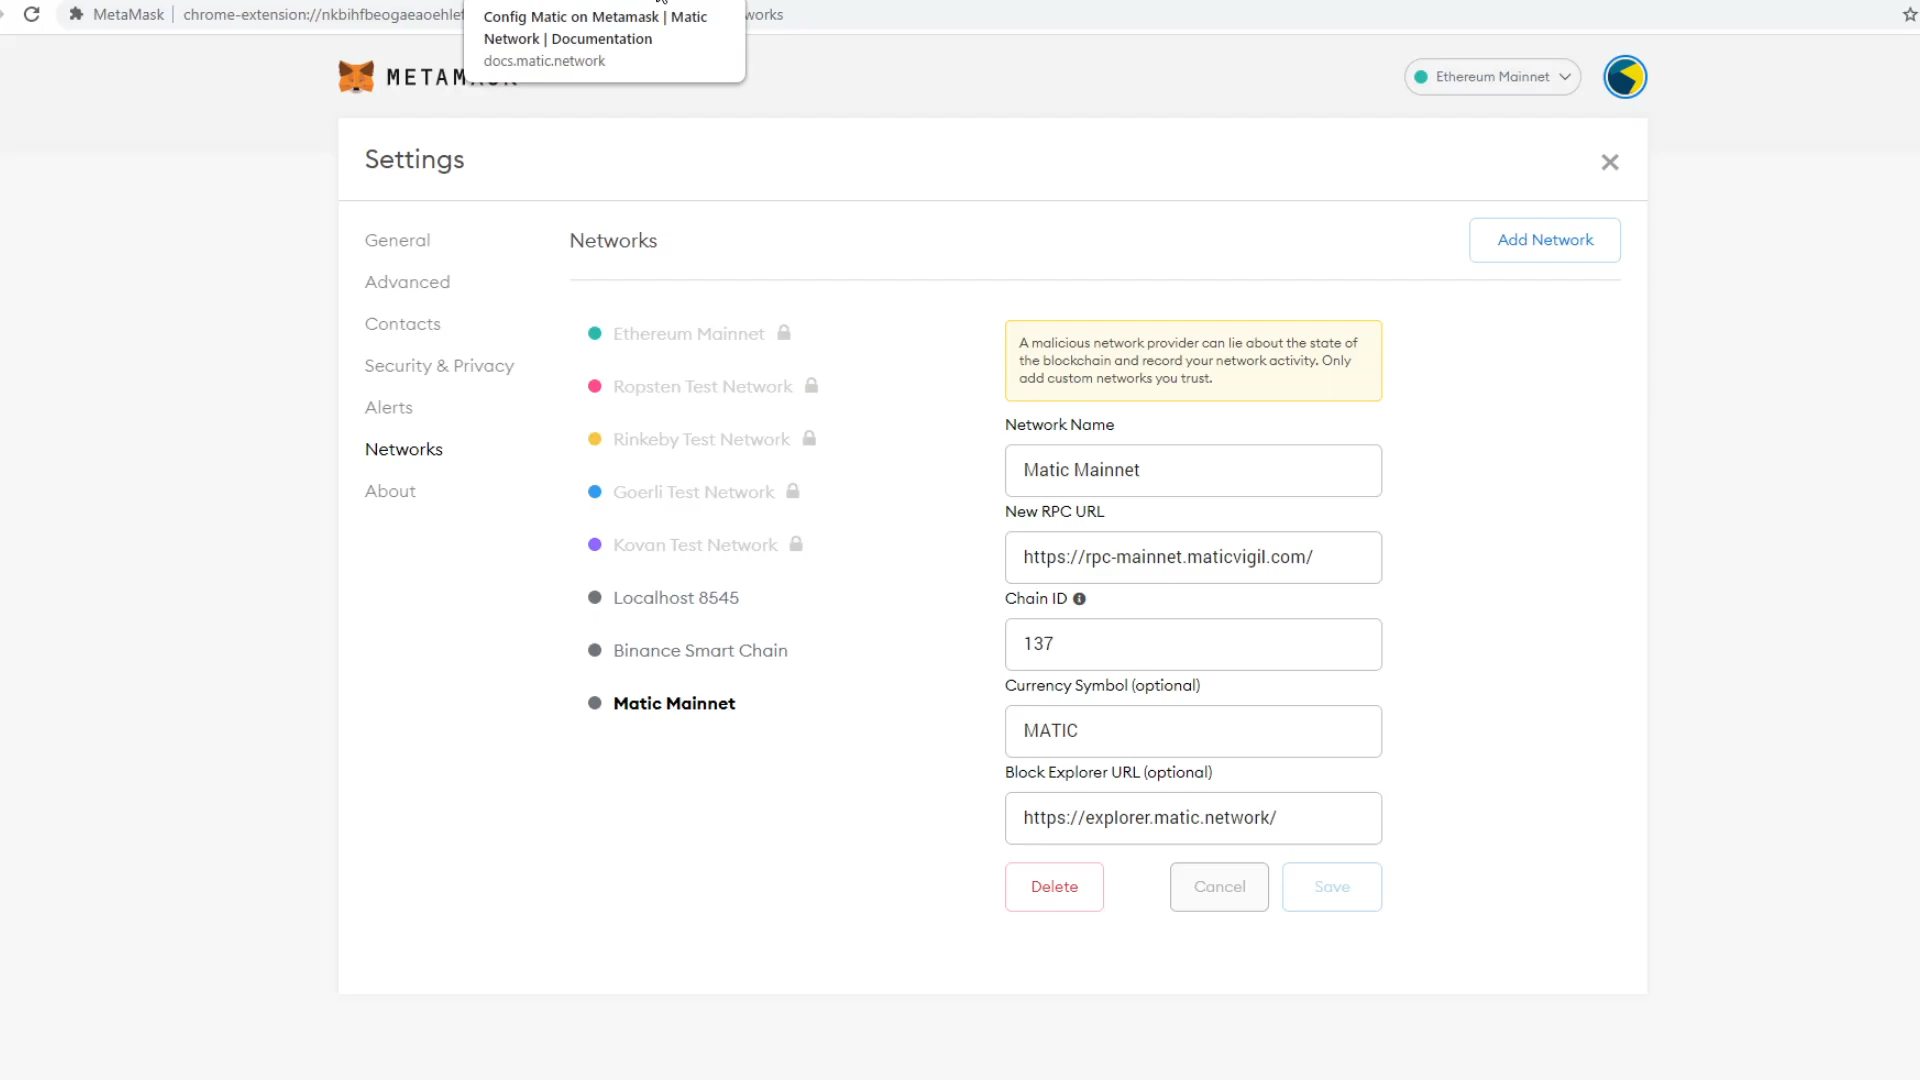 MetaMask
chrome-extension://nkbihfbeogaeaoehlef
works
Config Matic on Metamask | Matic
Network | Documentation
docs.matic.network
METAMASK
Ethereum Mainnet
Settings
General
Advanced
Contacts
Security & Privacy
Alerts
Networks
About
Networks
Add Network
Ethereum Mainnet
Ropsten Test Network
Rinkeby Test Network
Goerli Test Network
Kovan Test Network
Localhost 8545
Binance Smart Chain
Matic Mainnet
A malicious network provider can lie about the state of
the blockchain and record your network activity. Only
add custom networks you trust.
Network Name
Matic Mainnet
New RPC URL
https://rpc-mainnet.maticvigil.com/
Chain ID
137
Currency Symbol (optional)
MATIC
Block Explorer URL (optional)
https://explorer.matic.network/
Delete
Cancel
Save